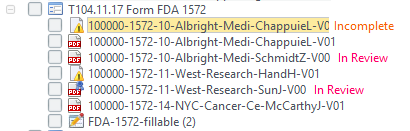 T104.11.17 Form FDA 1572
100000-1572-10-Albright-Medi-ChappuieL-V0 Incomplete
100000-1572-10-Albright-Medi-ChappuieL-V01
100000-1572-10-Albright-Medi-SchmidtZ-V00 In Review
100000-1572-11-West-Research-HandH-V01
100000-1572-11-West-Research-SunJ-V00 In Review
100000-1572-14-NYC-Cancer-Ce-McCarthyJ-V01
FDA-1572-fillable (2)